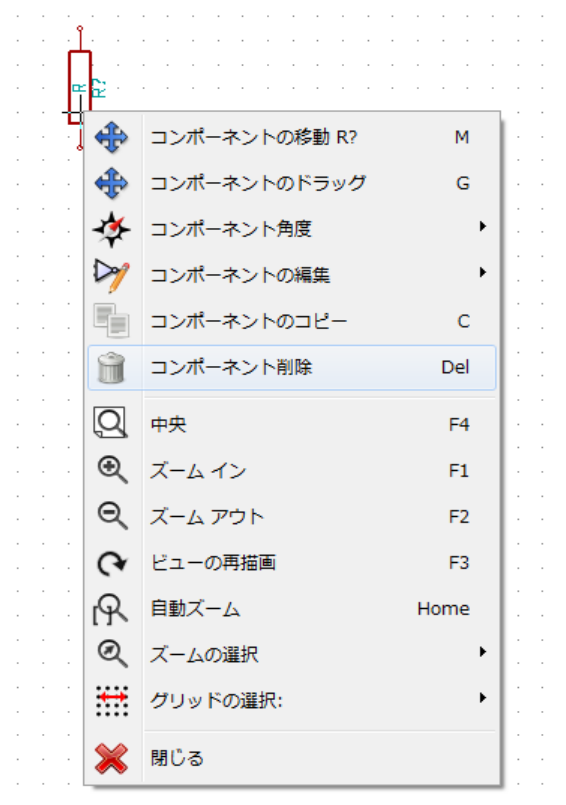 R
R?
コンポーネントの移動 R? M
コンポーネントのドラッグ G
コンポーネント角度
コンポーネントの編集
コンポーネントのコピー C
コンポーネント削除 Del
中央 F4
ズーム イン F1
ズーム アウト F2
ビューの再描画 F3
自動ズーム Home
ズームの選択
グリッドの選択:
閉じる